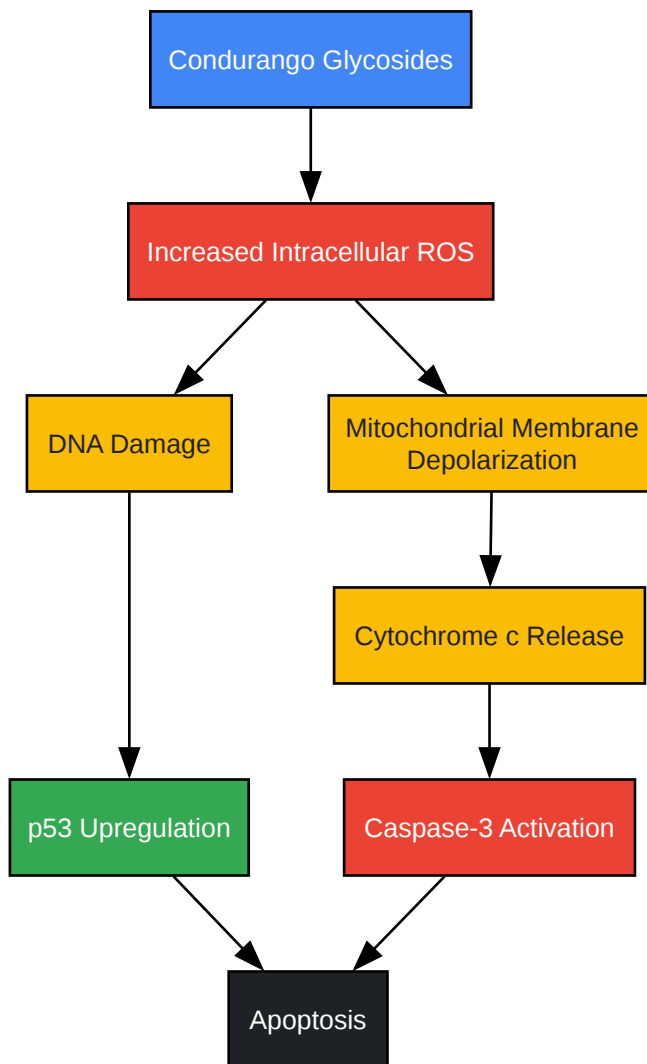 Condurango Glycosides
Increased Intracellular ROS
DNA Damage
Mitochondrial Membrane
Depolarization
Cytochrome c Release
p53 Upregulation
Caspase-3 Activation
Apoptosis